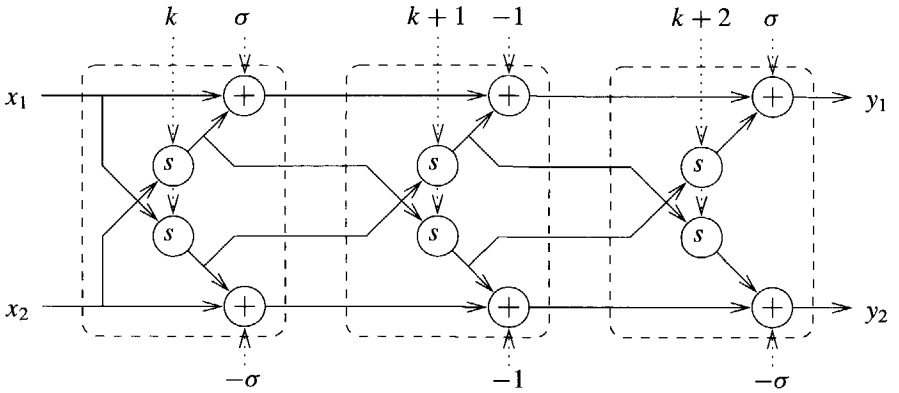 k σ k + 1 −1 k + 2 σ
x₁ + + + y₁
s s s
s s s
x₂ + + + y₂
−σ −1 −σ